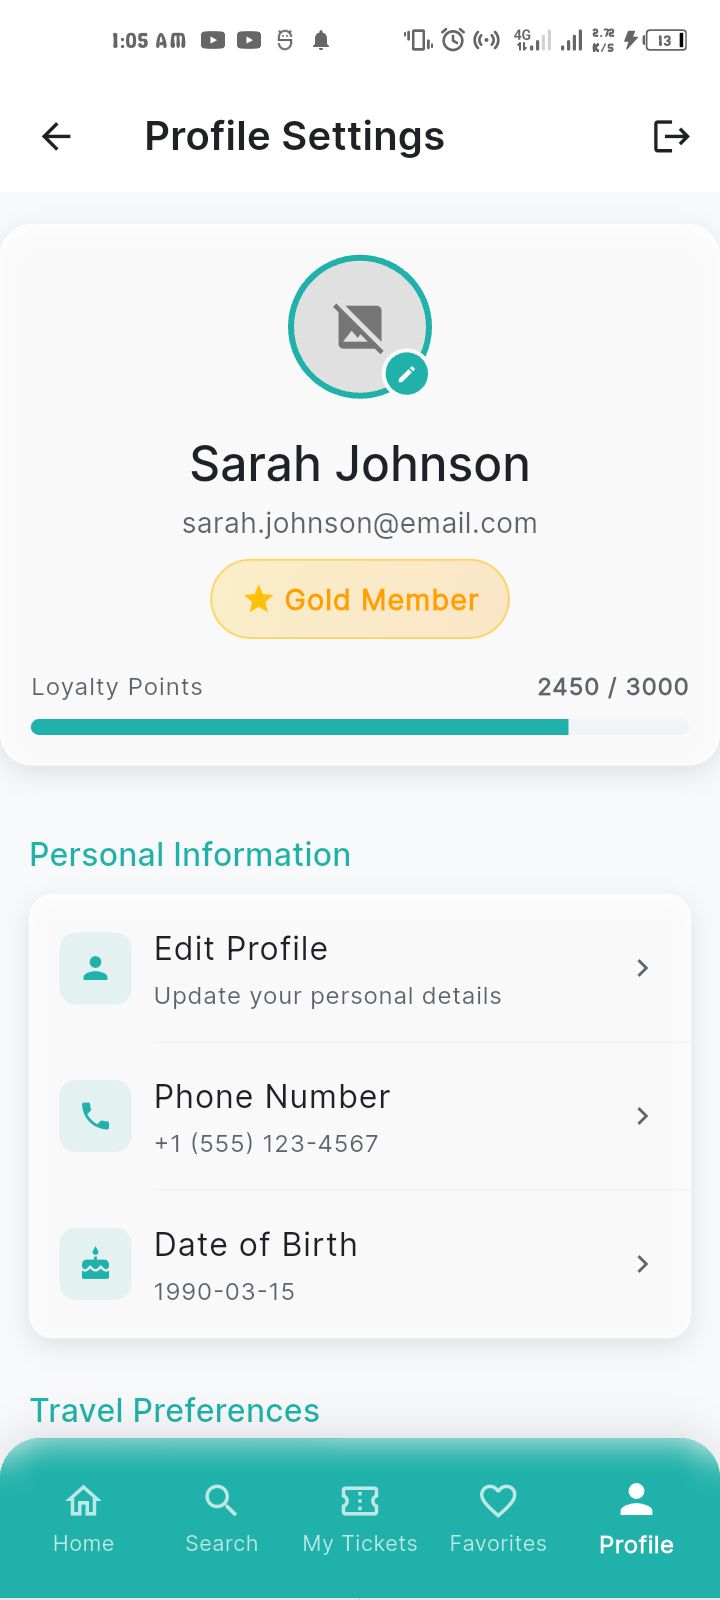 1:05 AM 4G 2.72 K/S 13
Profile Settings
Sarah Johnson
sarah.johnson@email.com
Gold Member
Loyalty Points 2450 / 3000
Personal Information
Edit Profile
Update your personal details
Phone Number
+1 (555) 123-4567
Date of Birth
1990-03-15
Travel Preferences
Home Search My Tickets Favorites Profile